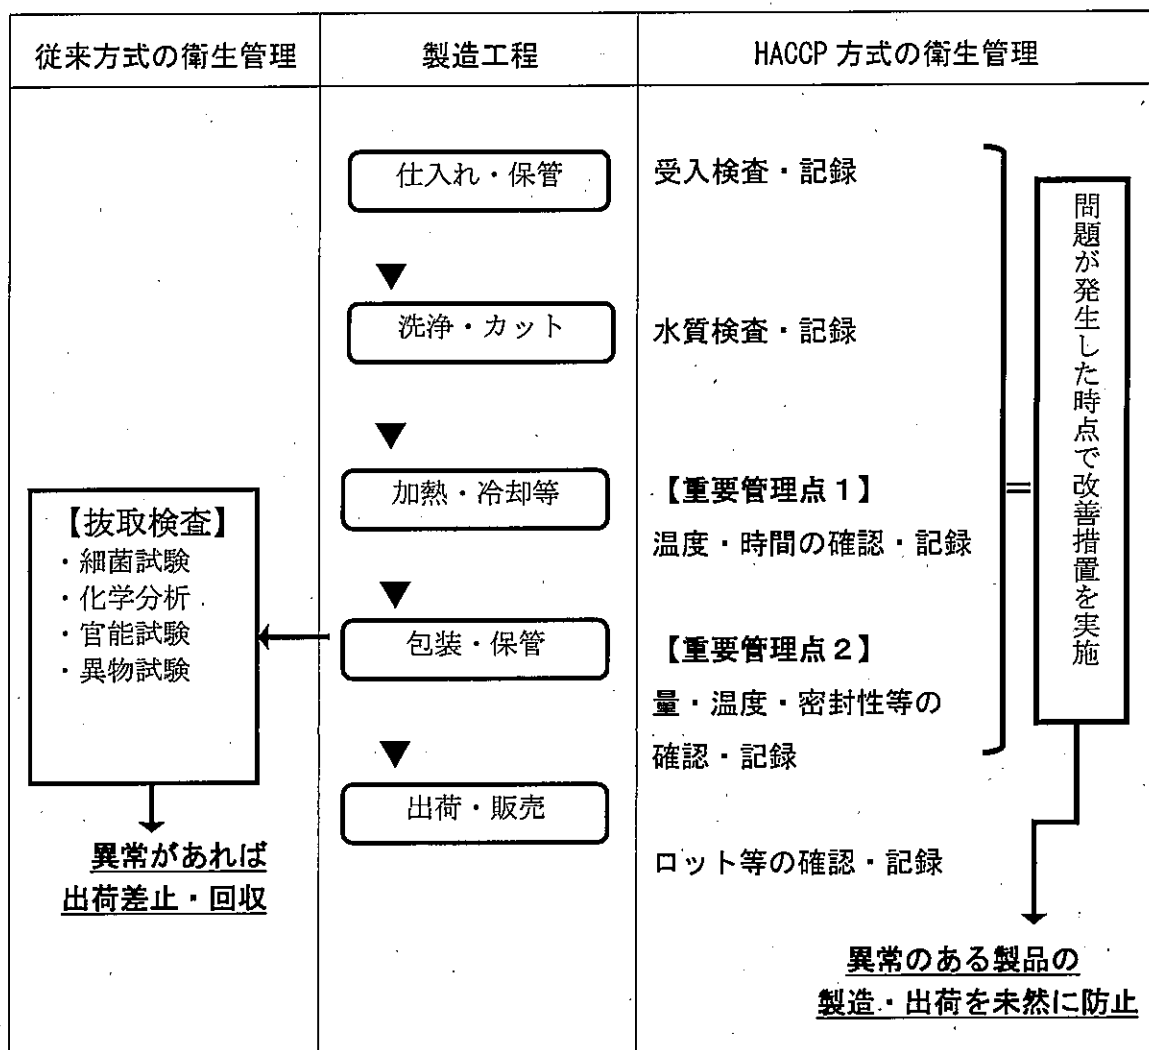 従来方式の衛生管理
製造工程
HACCP 方式の衛生管理
仕入れ・保管
受入検査・記録
洗浄・カット
水質検査・記録
加熱・冷却等
【重要管理点１】
温度・時間の確認・記録
包装・保管
【重要管理点２】
量・温度・密封性等の
確認・記録
出荷・販売
ロット等の確認・記録
【抜取検査】
・細菌試験
・化学分析
・官能試験
・異物試験
異常があれば
出荷差止・回収
＝
問題が発生した時点で改善措置を実施
異常のある製品の
製造・出荷を未然に防止